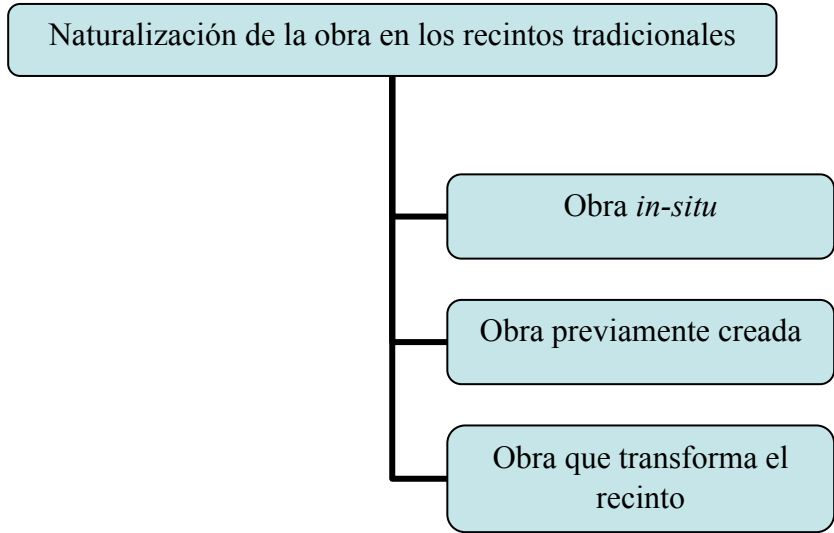 Naturalización de la obra en los recintos tradicionales
Obra in-situ
Obra previamente creada
Obra que transforma el
recinto